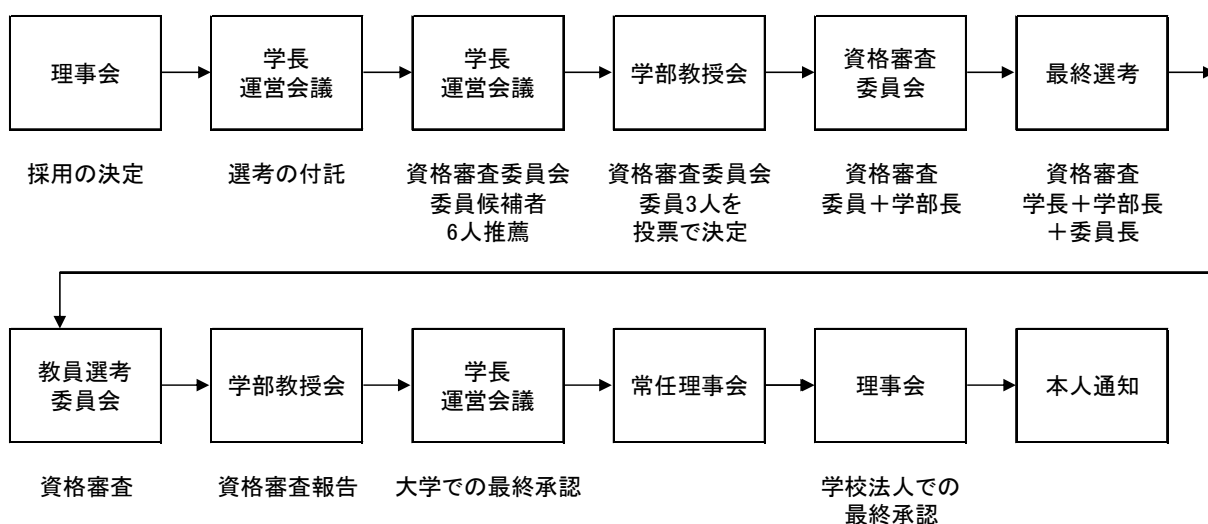 理事会
学長
運営会議
学長
運営会議
学部教授会
資格審査
委員会
最終選考
採用の決定
選考の付託
資格審査委員会
委員候補者
6人推薦
資格審査委員会
委員3人を
投票で決定
資格審査
委員＋学部長
資格審査
学長＋学部長
＋委員長
教員選考
委員会
学部教授会
学長
運営会議
常任理事会
理事会
本人通知
資格審査
資格審査報告
大学での最終承認
学校法人での
最終承認